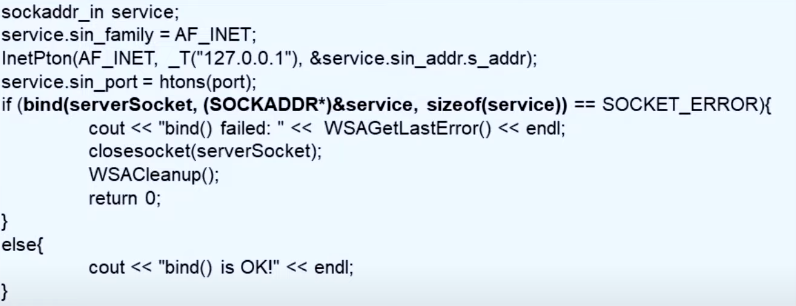 sockaddr_in service;
service.sin_family = AF_INET;
InetPton(AF_INET, _T("127.0.0.1"), &service.sin_addr.s_addr);
service.sin_port = htons(port);
if (bind(serverSocket, (SOCKADDR*)&service, sizeof(service)) == SOCKET_ERROR){
cout << "bind() failed: " << WSAGetLastError() << endl;
closesocket(serverSocket);
WSACleanup();
return 0;
}
else{
cout << "bind() is OK!" << endl;
}